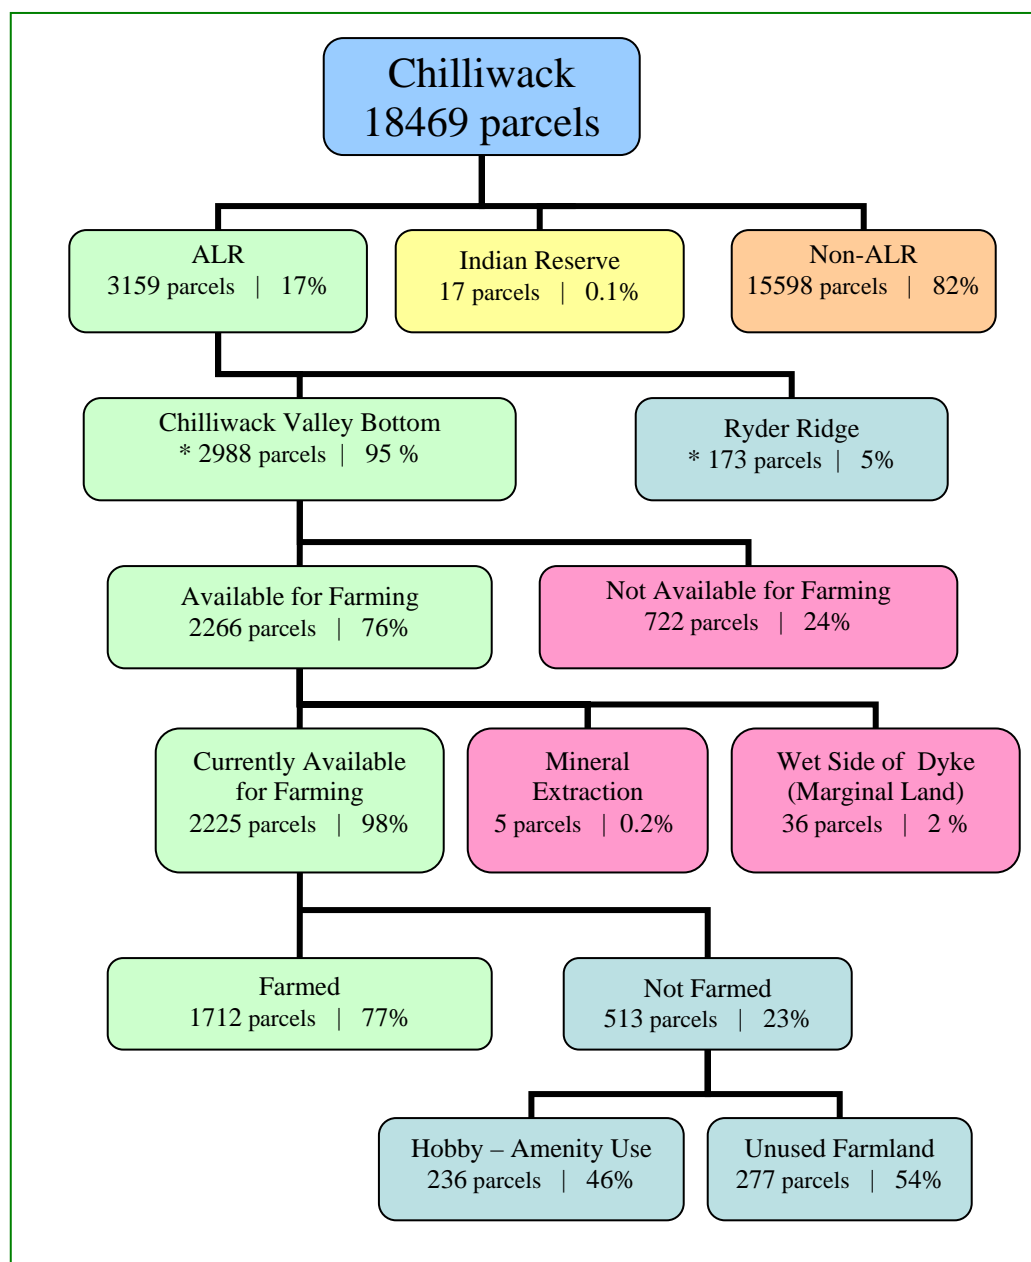 Chilliwack
18469 parcels
ALR
3159 parcels | 17%
Indian Reserve
17 parcels | 0.1%
Non-ALR
15598 parcels | 82%
Chilliwack Valley Bottom
* 2988 parcels | 95 %
Ryder Ridge
* 173 parcels | 5%
Available for Farming
2266 parcels | 76%
Not Available for Farming
722 parcels | 24%
Currently Available
for Farming
2225 parcels | 98%
Mineral
Extraction
5 parcels | 0.2%
Wet Side of Dyke
(Marginal Land)
36 parcels | 2 %
Farmed
1712 parcels | 77%
Not Farmed
513 parcels | 23%
Hobby – Amenity Use
236 parcels | 46%
Unused Farmland
277 parcels | 54%